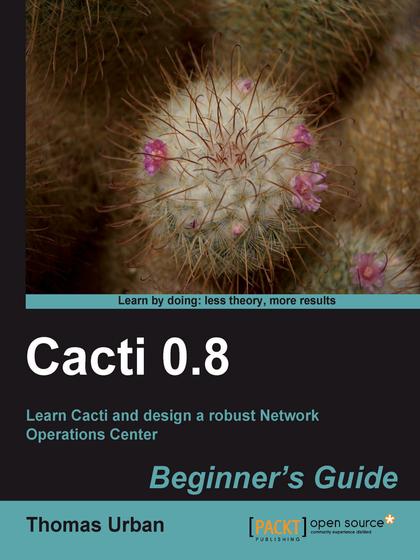 Learn by doing: less theory, more results
Cacti 0.8
Learn Cacti and design a robust Network
Operations Center
Beginner's Guide
Thomas Urban
[PACKT] open source*
PUBLISHING community experience distilled